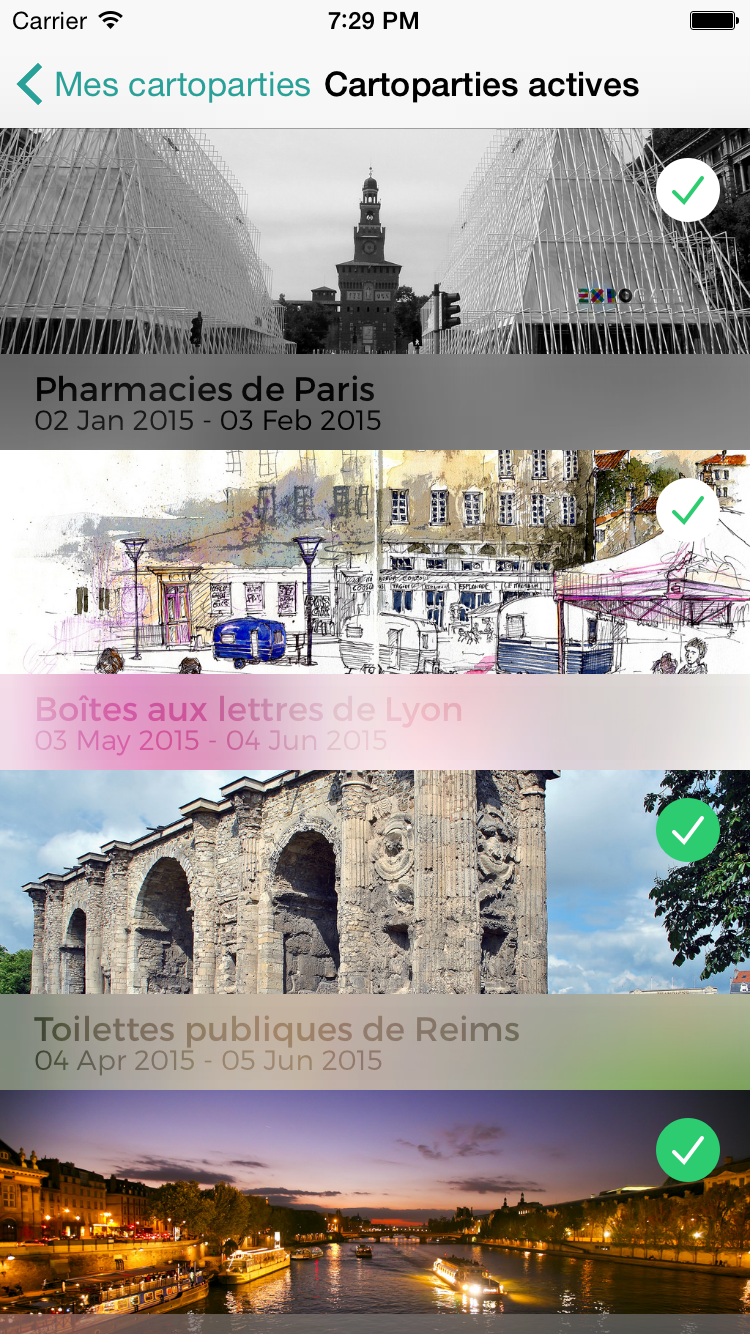 Carrier
7:29 PM
Mes cartoparties
Cartoparties actives
EXPO
Pharmacies de Paris
02 Jan 2015 - 03 Feb 2015
ESPLANADE
Boîtes aux lettres de Lyon
03 May 2015 - 04 Jun 2015
Toilettes publiques de Reims
04 Apr 2015 - 05 Jun 2015